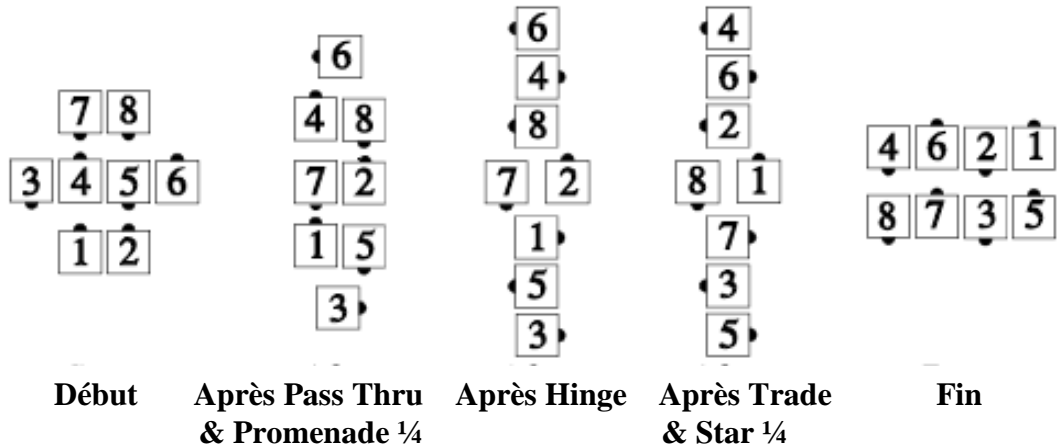 7 8
3 4 5 6
1 2
Début
6
4 8
7 2
1 5
3
Après Pass Thru
& Promenade ¼
6
4
8
7 2
1
5
3
Après Hinge
4
6
2
8 1
7
3
5
Après Trade
& Star ¼
4 6 2 1
8 7 3 5
Fin